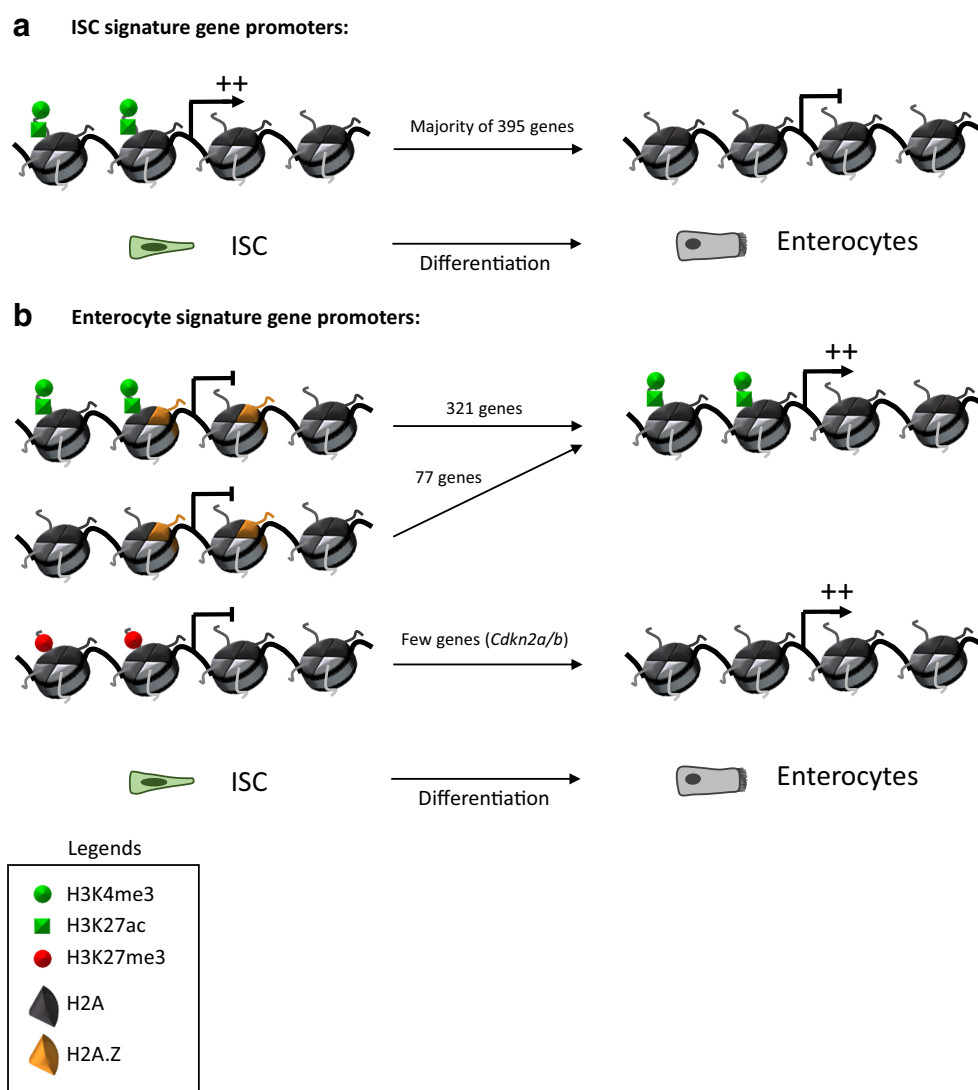 a ISC signature gene promoters:
++
Majority of 395 genes
ISC
Differentiation
Enterocytes
b Enterocyte signature gene promoters:
++
321 genes
77 genes
++
Few genes (Cdkn2a/b)
ISC
Differentiation
Enterocytes
Legends
H3K4me3
H3K27ac
H3K27me3
H2A
H2A.Z